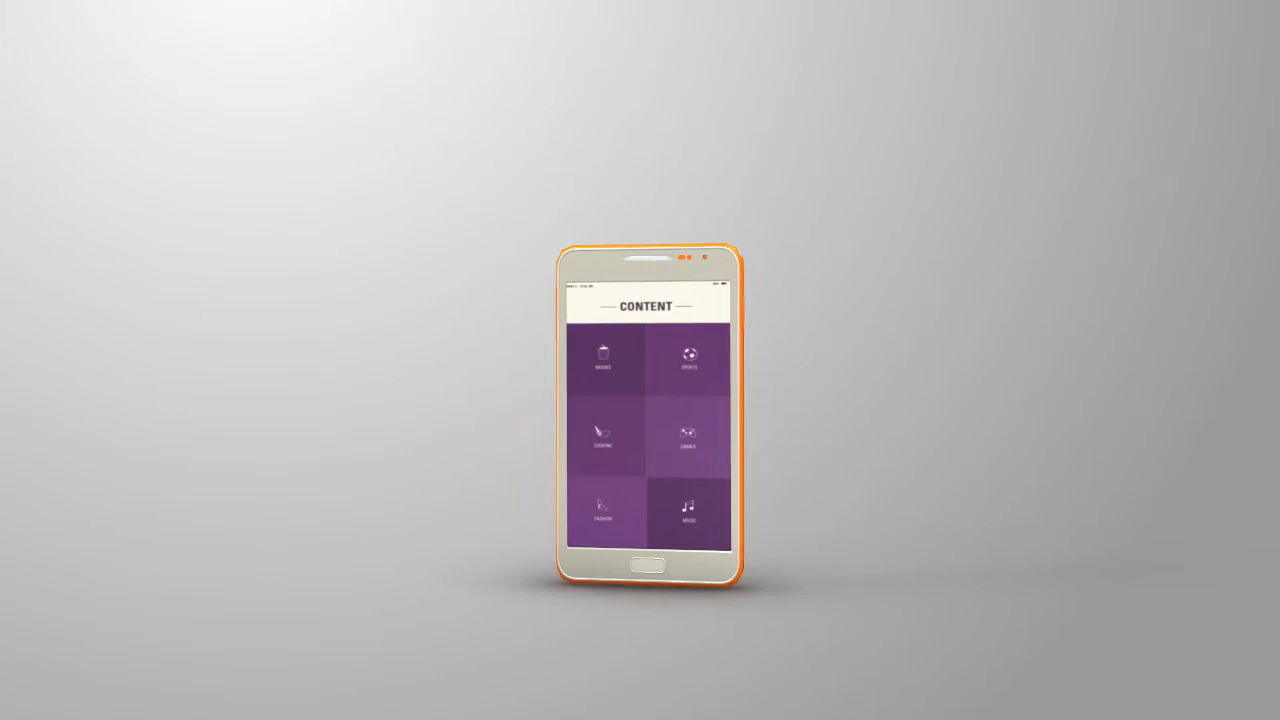 CONTENT
MOVIES
SPORTS
COOKING
GAMES
FASHION
MUSIC